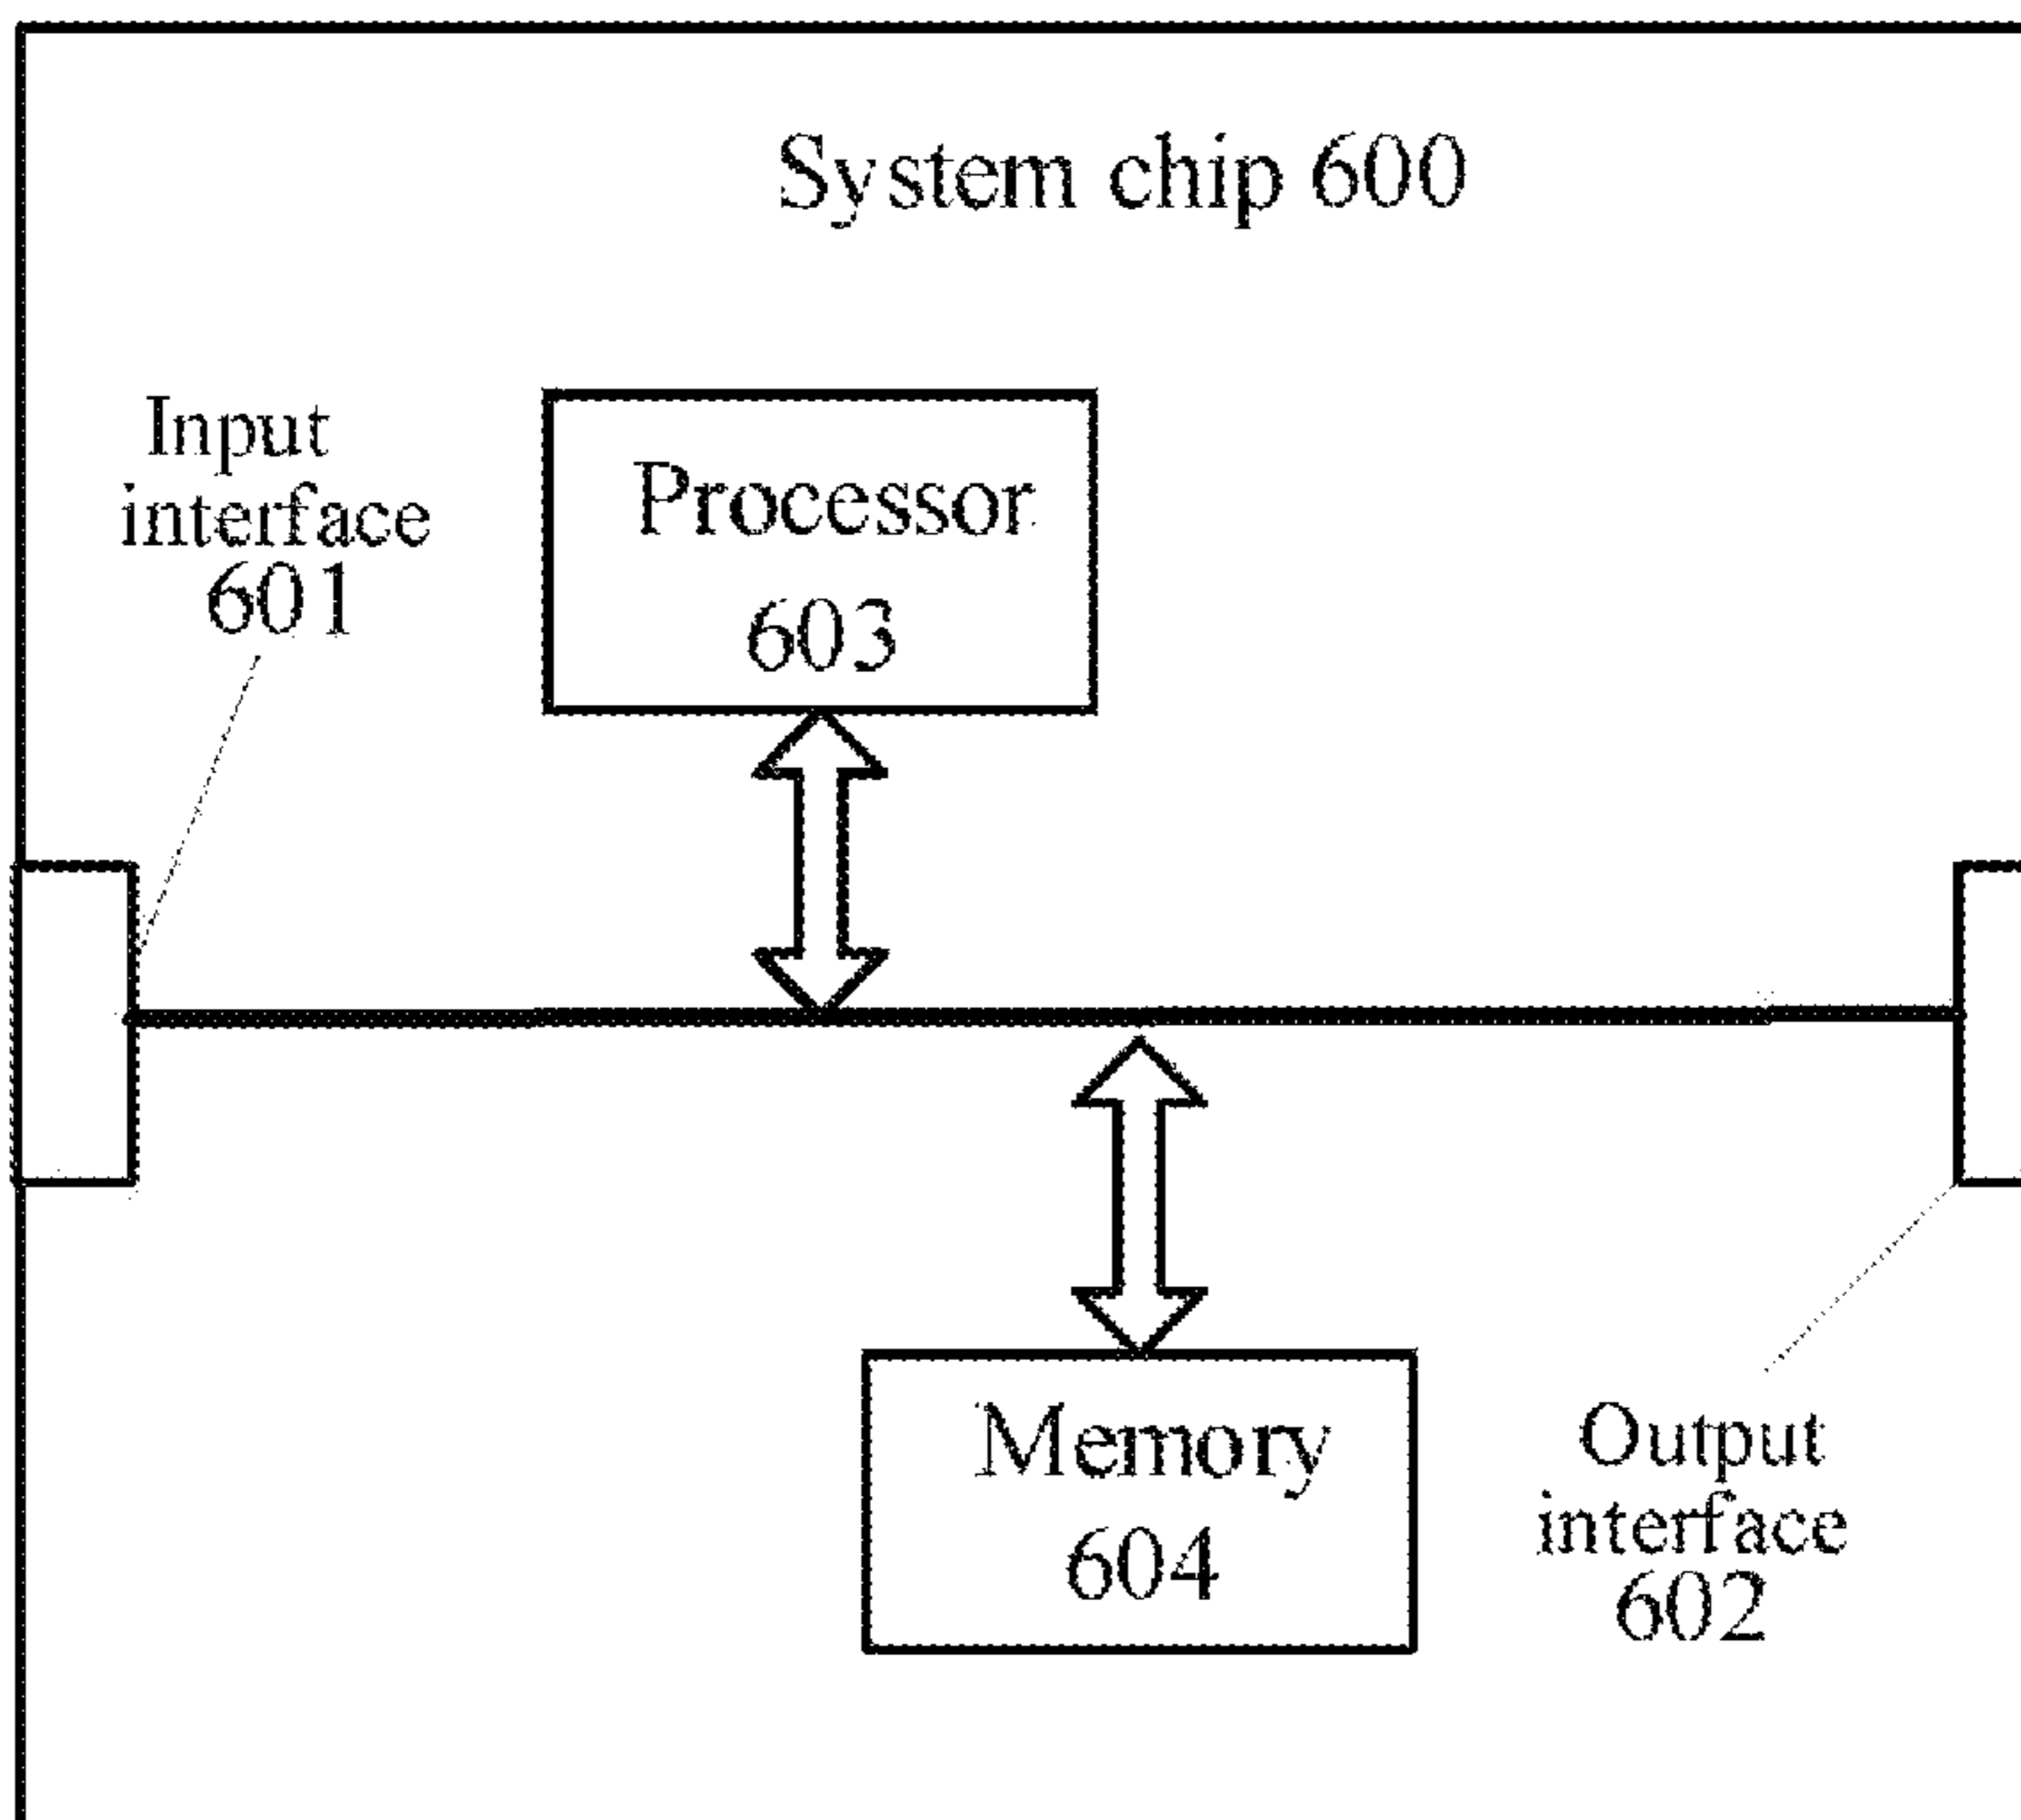 System chip 600
Input
interface
601
Processor
603
Memory
604
Output
interface
602